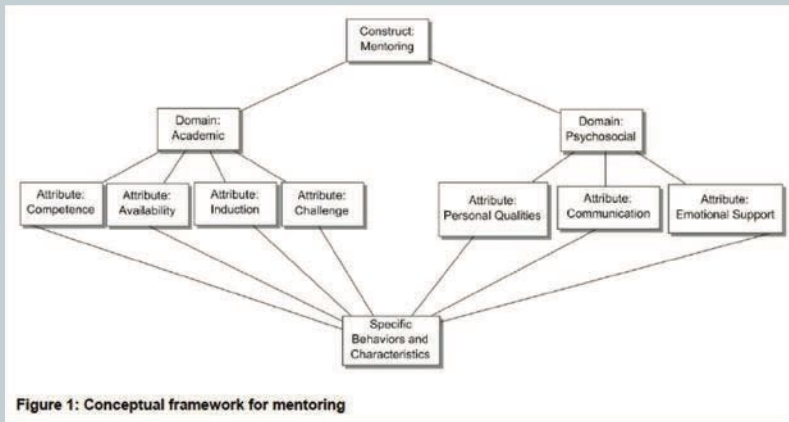 Construct:
Mentoring
Domain:
Academic
Domain:
Psychosocial
Attribute:
Competence
Attribute:
Availability
Attribute:
Induction
Attribute:
Challenge
Attribute:
Personal Qualities
Attribute:
Communication
Attribute:
Emotional Support
Specific
Behaviors and
Characteristics
Figure 1: Conceptual framework for mentoring